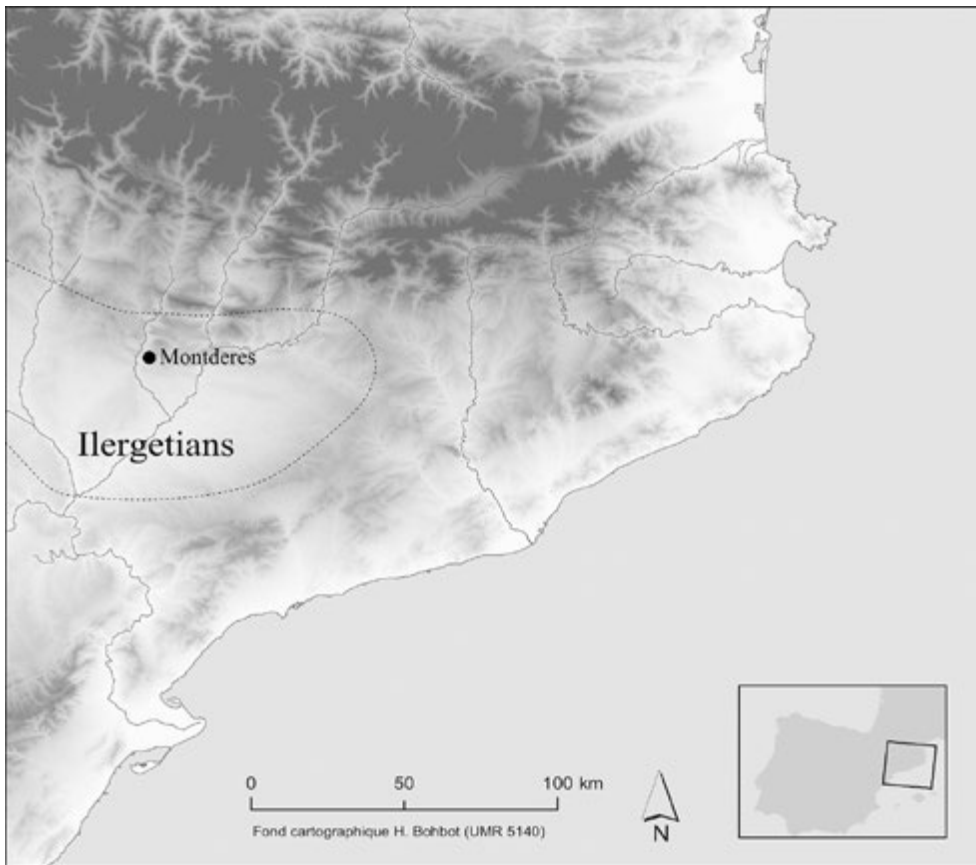 Montderes
Ilergetians
0 50 100 km
Fond cartographique H. Bohbot (UMR 5140)
N